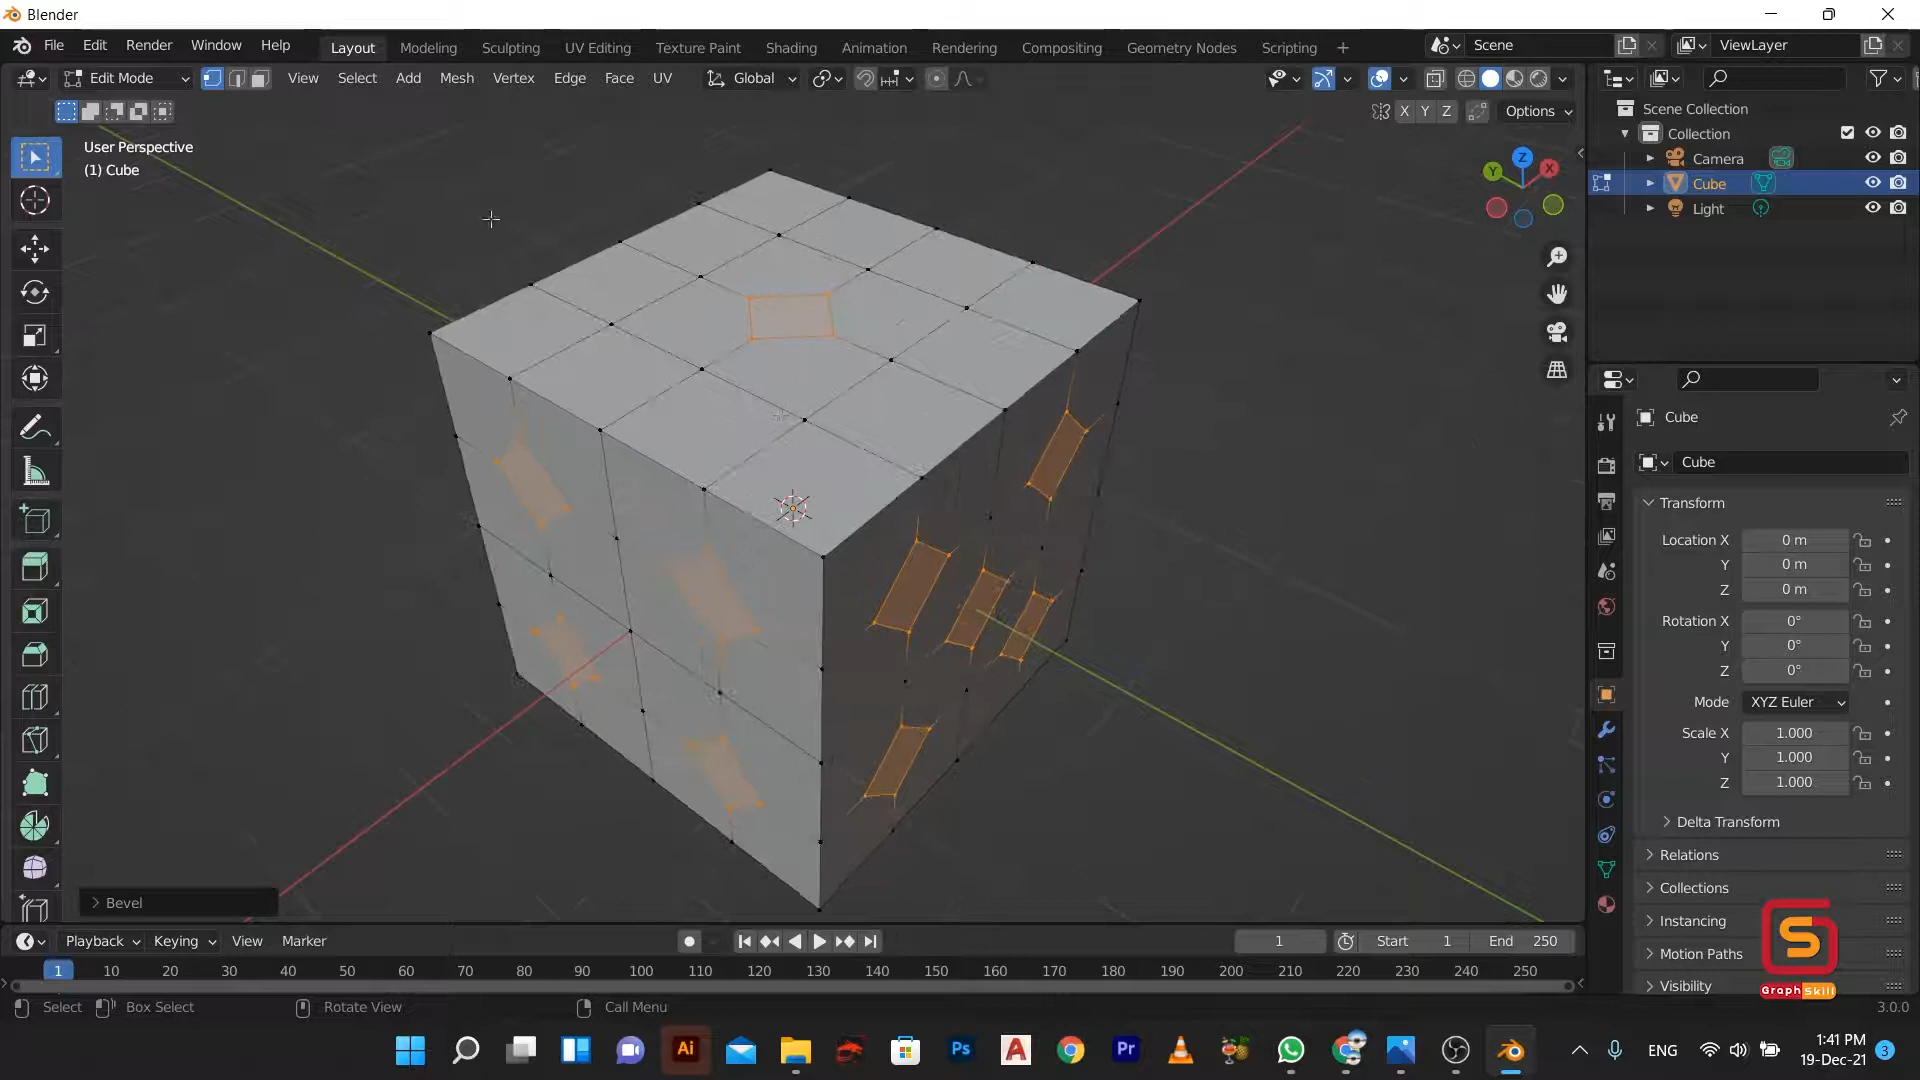 Blender
File Edit Render Window Help Layout Modeling Sculpting UV Editing Texture Paint Shading Animation Rendering Compositing Geometry Nodes Scripting + Scene ViewLayer
Edit Mode View Select Add Mesh Vertex Edge Face UV Global
X Y Z Options
User Perspective
(1) Cube
Z
Y
X
Scene Collection
Collection
Camera
Cube
Light
Cube
Cube
Transform
Location X 0 m
Y 0 m
Z 0 m
Rotation X 0°
Y 0°
Z 0°
Mode XYZ Euler
Scale X 1.000
Y 1.000
Z 1.000
Delta Transform
Relations
Collections
Instancing
Motion Paths
Visibility
S
Graph Skill
Bevel
Playback Keying View Marker 1 Start 1 End 250
1 10 20 30 40 50 60 70 80 90 100 110 120 130 140 150 160 170 180 190 200 210 220 230 240 250
Select Box Select Rotate View Call Menu 3.0.0
Ai Ps A Pr ENG 1:41 PM
19-Dec-21 3